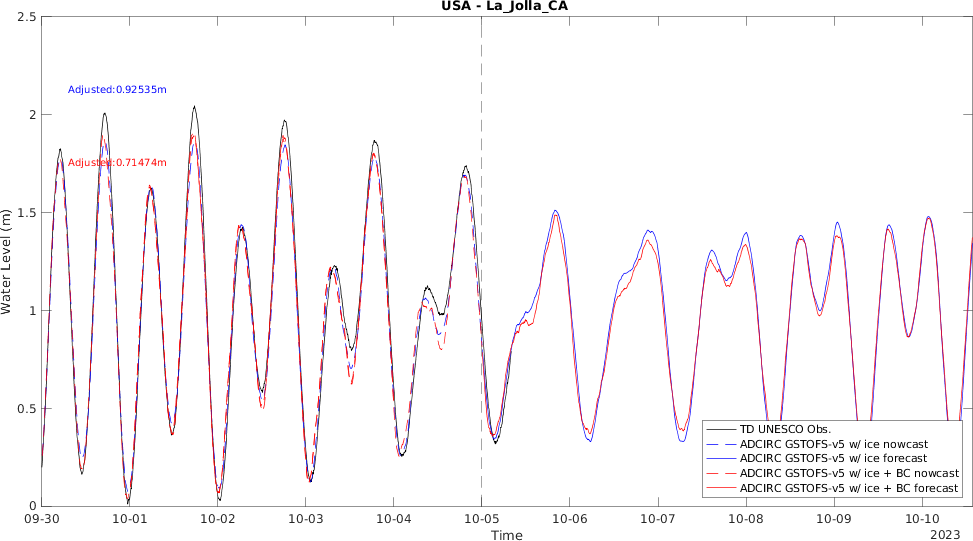 USA - La_Jolla_CA
2.5
2
1.5
1
0.5
0
Water Level (m)
Adjusted:0.92535m
Adjusted:0.71474m
TD UNESCO Obs.
ADCIRC GSTOFS-v5 w/ ice nowcast
ADCIRC GSTOFS-v5 w/ ice forecast
ADCIRC GSTOFS-v5 w/ ice + BC nowcast
ADCIRC GSTOFS-v5 w/ ice + BC forecast
09-30 10-01 10-02 10-03 10-04 10-05 10-06 10-07 10-08 10-09 10-10
Time
2023